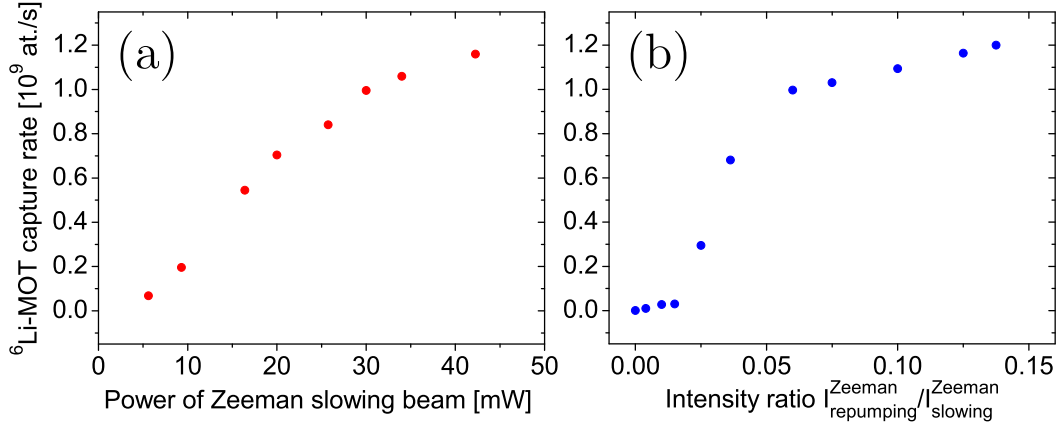 (a)
(b)
⁶Li-MOT capture rate [10⁹ at./s]
1.2
1.0
0.8
0.6
0.4
0.2
0.0
0 10 20 30 40 50
Power of Zeeman slowing beam [mW]
1.2
1.0
0.8
0.6
0.4
0.2
0.0
0.00 0.05 0.10 0.15
Intensity ratio I^Zeeman_repumping/I^Zeeman_slowing